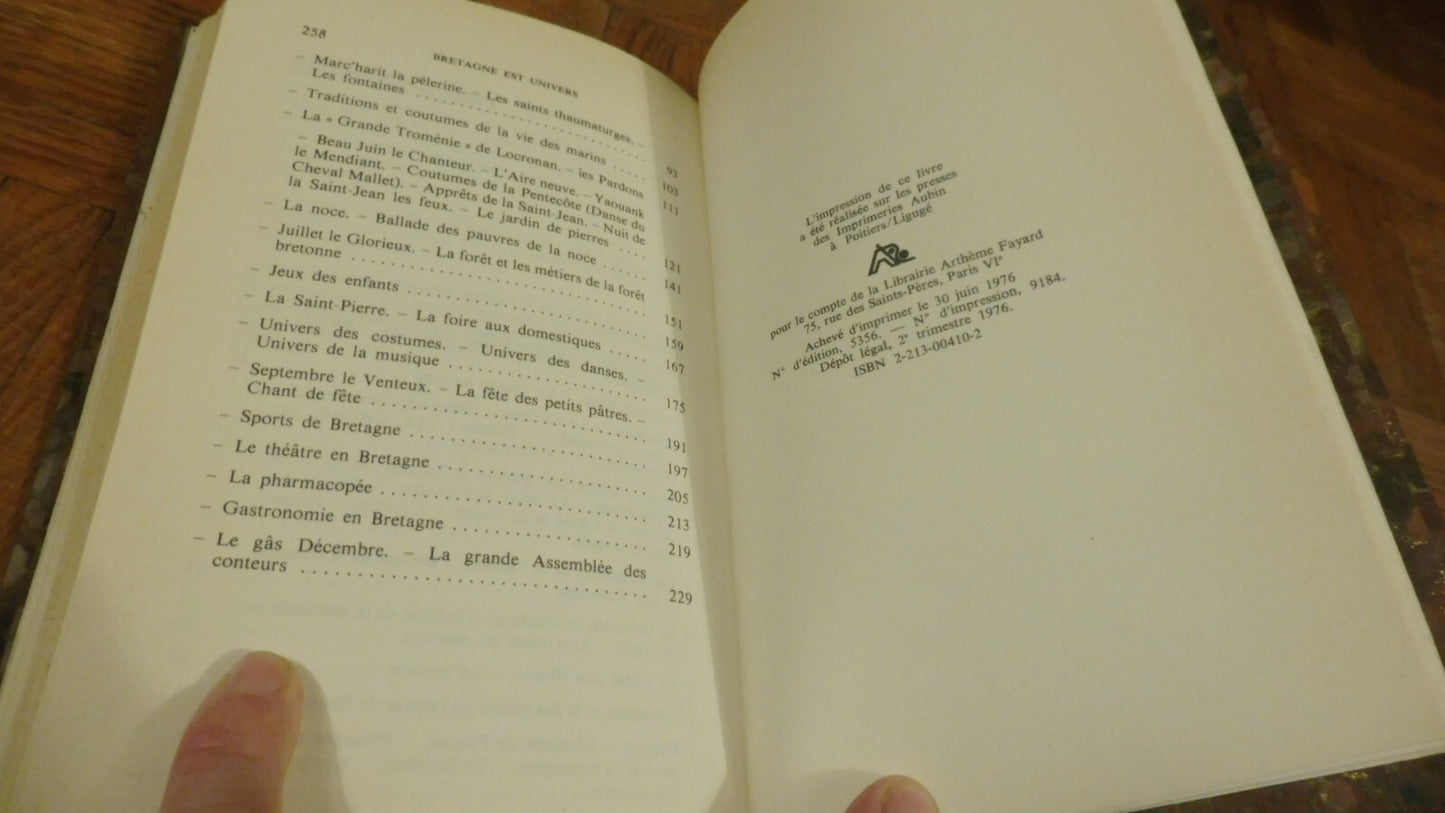 258
BRETAGNE EST UNIVERS
– Marc'harit la pélerine. – Les saints thaumaturges. –
Les fontaines . . . . . . . . . . . . . . . . . . . . . . . . 93
– Traditions et coutumes de la vie des marins . . . . . 103
– La « Grande Troménie » de Locronan. – les Pardons 111
– Beau Juin le Chanteur. – L'Aire neuve. – Yaouank
le Mendiant. – Coutumes de la Pentecôte (Danse du
Cheval Mallet). – Apprêts de la Saint-Jean. – Nuit de
la Saint-Jean les feux. – Le jardin de pierres . . . . 121
– La noce. – Ballade des pauvres de la noce . . . . . . 141
– Juillet le Glorieux. – La forêt et les métiers de la forêt
bretonne . . . . . . . . . . . . . . . . . . . . . . . . . . . 151
– Jeux des enfants . . . . . . . . . . . . . . . . . . . . . . 159
– La Saint-Pierre. – La foire aux domestiques . . . . . 167
– Univers des costumes. – Univers des danses. –
Univers de la musique . . . . . . . . . . . . . . . . . . 175
– Septembre le Venteux. – La fête des petits pâtres. –
Chant de fête . . . . . . . . . . . . . . . . . . . . . . . . 191
– Sports de Bretagne . . . . . . . . . . . . . . . . . . . . . 197
– Le théâtre en Bretagne . . . . . . . . . . . . . . . . . . 205
– La pharmacopée . . . . . . . . . . . . . . . . . . . . . . . 213
– Gastronomie en Bretagne . . . . . . . . . . . . . . . . . 219
– Le gâs Décembre. – La grande Assemblée des
conteurs . . . . . . . . . . . . . . . . . . . . . . . . . . . . 229
L'impression de ce livre
a été réalisée sur les presses
des Imprimeries Aubin
à Poitiers/Ligugé
pour le compte de la Librairie Arthème Fayard
75, rue des Saints-Pères, Paris VIᵉ
Achevé d'imprimer le 30 juin 1976
N° d'édition, 5356. — N° d'impression, 9184.
Dépôt légal, 2ᵉ trimestre 1976.
ISBN 2-213-00410-2